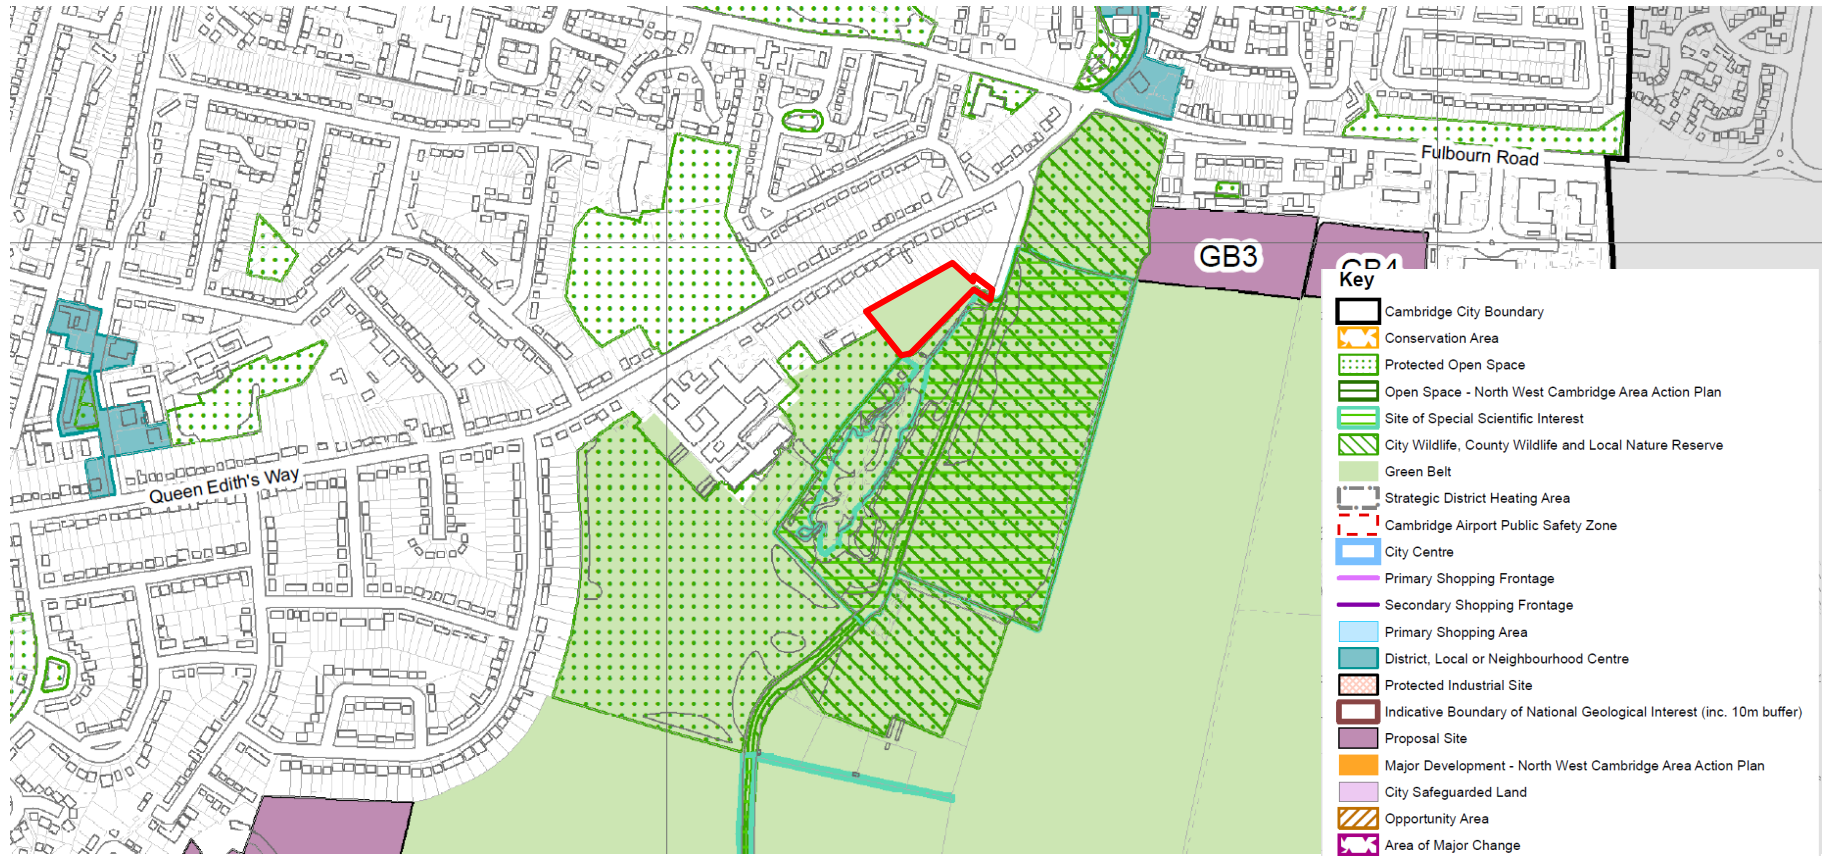 Fulbourn Road
GB3
GB4
Queen Edith's Way
Key
Cambridge City Boundary
Conservation Area
Protected Open Space
Open Space - North West Cambridge Area Action Plan
Site of Special Scientific Interest
City Wildlife, County Wildlife and Local Nature Reserve
Green Belt
Strategic District Heating Area
Cambridge Airport Public Safety Zone
City Centre
Primary Shopping Frontage
Secondary Shopping Frontage
Primary Shopping Area
District, Local or Neighbourhood Centre
Protected Industrial Site
Indicative Boundary of National Geological Interest (inc. 10m buffer)
Proposal Site
Major Development - North West Cambridge Area Action Plan
City Safeguarded Land
Opportunity Area
Area of Major Change